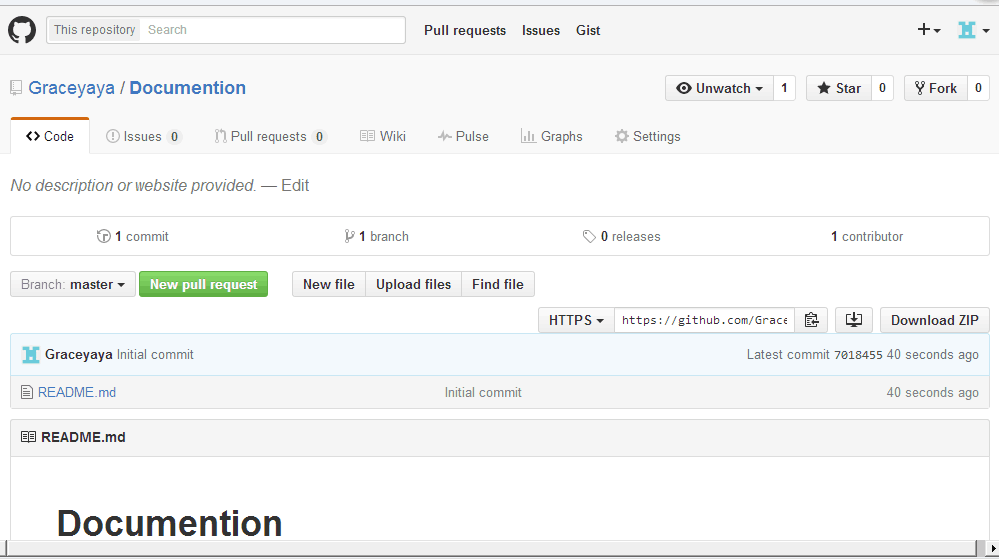 This repository Search Pull requests Issues Gist
Graceyaya / Documention Unwatch 1 Star 0 Fork 0
Code Issues 0 Pull requests 0 Wiki Pulse Graphs Settings
No description or website provided. — Edit
1 commit 1 branch 0 releases 1 contributor
Branch: master New pull request New file Upload files Find file
HTTPS https://github.com/Grace Download ZIP
Graceyaya Initial commit Latest commit 7018455 40 seconds ago
README.md Initial commit 40 seconds ago
README.md
Documention